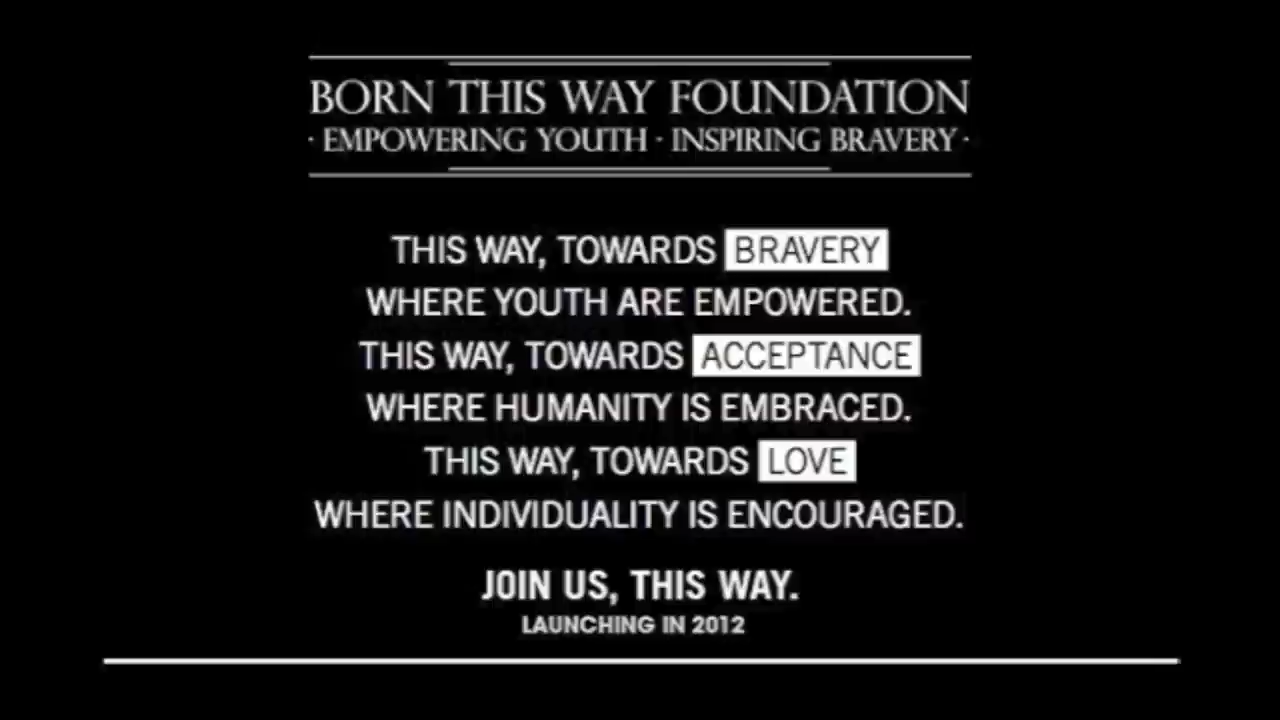 BORN THIS WAY FOUNDATION
· EMPOWERING YOUTH · INSPIRING BRAVERY ·
THIS WAY, TOWARDS BRAVERY
WHERE YOUTH ARE EMPOWERED.
THIS WAY, TOWARDS ACCEPTANCE
WHERE HUMANITY IS EMBRACED.
THIS WAY, TOWARDS LOVE
WHERE INDIVIDUALITY IS ENCOURAGED.
JOIN US, THIS WAY.
LAUNCHING IN 2012